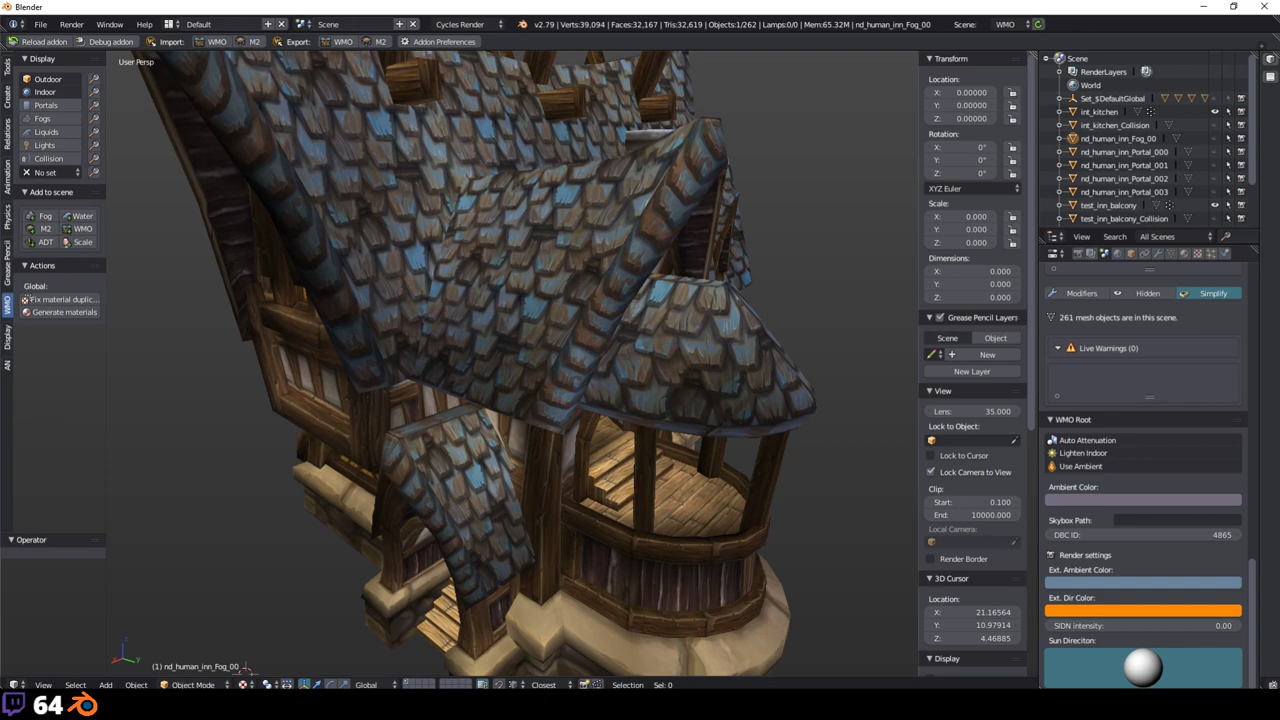 Blender
File Window Help Default Scene Cycles Render v2.79 | Verts:39,094 | Faces:32,167 | Tris:32,619 | Objects:1/262 | Lamps:0/0 | Mem:65.32M | nd_human_inn_Fog_00 Scene: WMO
Reload addon Debug addon Import: WMO M2 Export: WMO M2 Addon Preferences
Tools
Create
Relations
Animation
Physics
Grease Pencil
WMO
Display
AN
Display
Outdoor
Indoor
Portals
Fogs
Liquids
Lights
Collision
No set
Add to scene
Fog Water
M2 WMO
ADT Scale
Actions
Global:
Fix material duplic...
Generate materials
Operator
User Persp
(1) nd_human_inn_Fog_00
View Select Add Object Object Mode Global Closest Selection Sel: 0
Transform
Location:
X: 0.00000
Y: 0.00000
Z: 0.00000
Rotation:
X: 0°
Y: 0°
Z: 0°
XYZ Euler
Scale:
X: 0.000
Y: 0.000
Z: 0.000
Dimensions:
X: 0.000
Y: 0.000
Z: 0.000
Grease Pencil Layers
Scene Object
New
New Layer
View
Lens: 35.000
Lock to Object:
Lock to Cursor
Lock Camera to View
Clip:
Start: 0.100
End: 10000.000
Local Camera:
Render Border
3D Cursor
Location:
X: 21.16564
Y: 10.97914
Z: 4.46885
Display
Scene
RenderLayers
World
Set_$DefaultGlobal
int_kitchen
int_kitchen_Collision
nd_human_inn_Fog_00
nd_human_inn_Portal_000
nd_human_inn_Portal_001
nd_human_inn_Portal_002
nd_human_inn_Portal_003
test_inn_balcony
test_inn_balcony_Collision
View Search All Scenes
Modifiers Hidden Simplify
261 mesh objects are in this scene.
Live Warnings (0)
WMO Root
Auto Attenuation
Lighten Indoor
Use Ambient
Ambient Color:
Skybox Path:
DBC ID: 4865
Render settings
Ext. Ambient Color:
Ext. Dir Color:
SIDN intensity: 0.00
Sun Direciton:
64